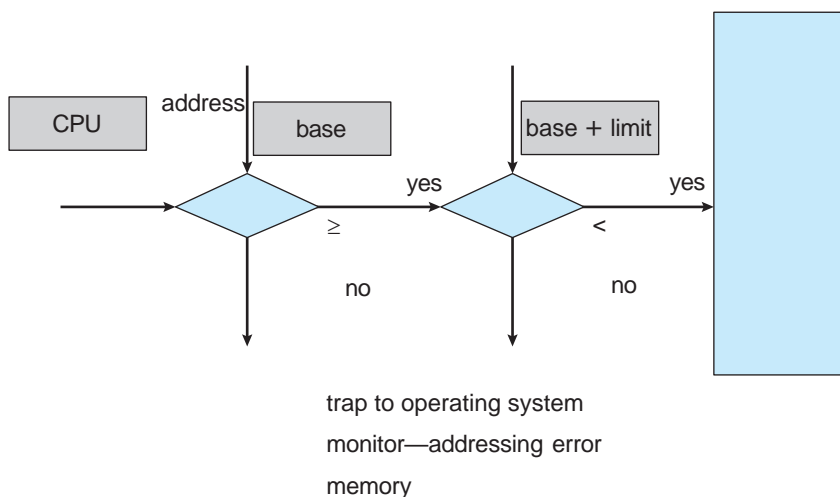 address
CPU
base
base + limit
yes
yes
≥
<
no
no
trap to operating system
monitor—addressing error
memory